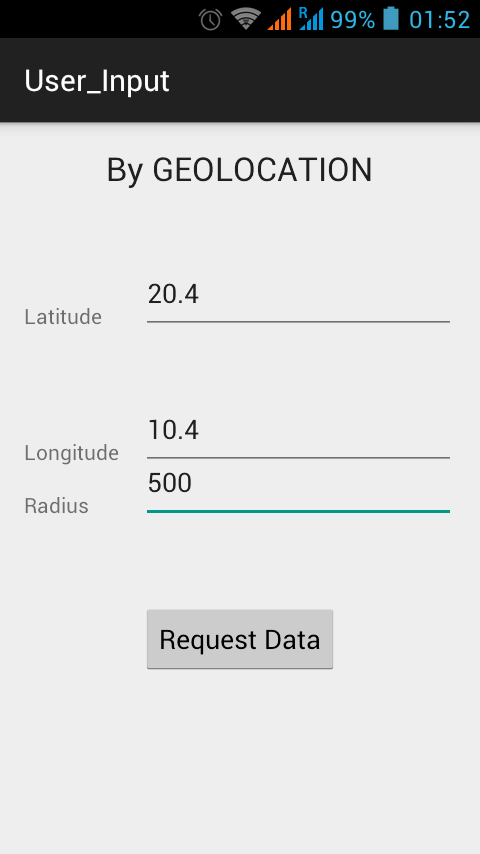 R 99% 01:52
User_Input
By GEOLOCATION
Latitude 20.4
Longitude 10.4
Radius 500
Request Data